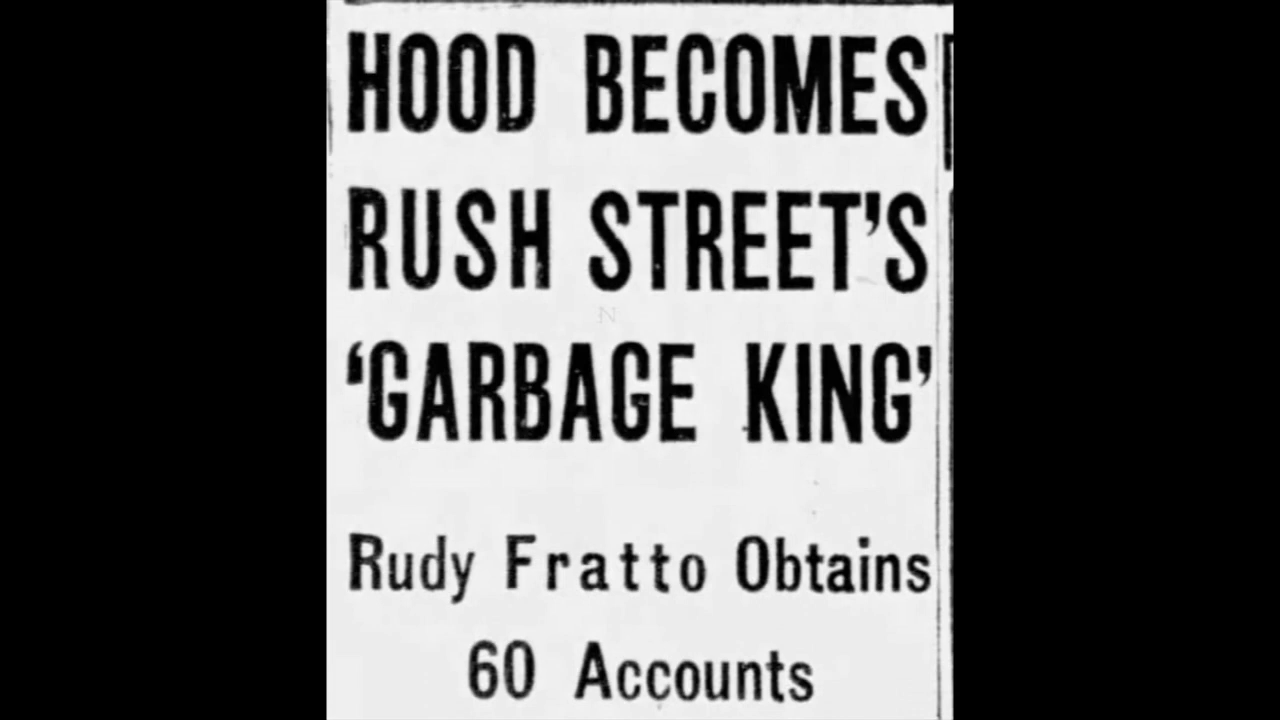 HOOD BECOMES
RUSH STREET'S
'GARBAGE KING'
Rudy Fratto Obtains
60 Accounts